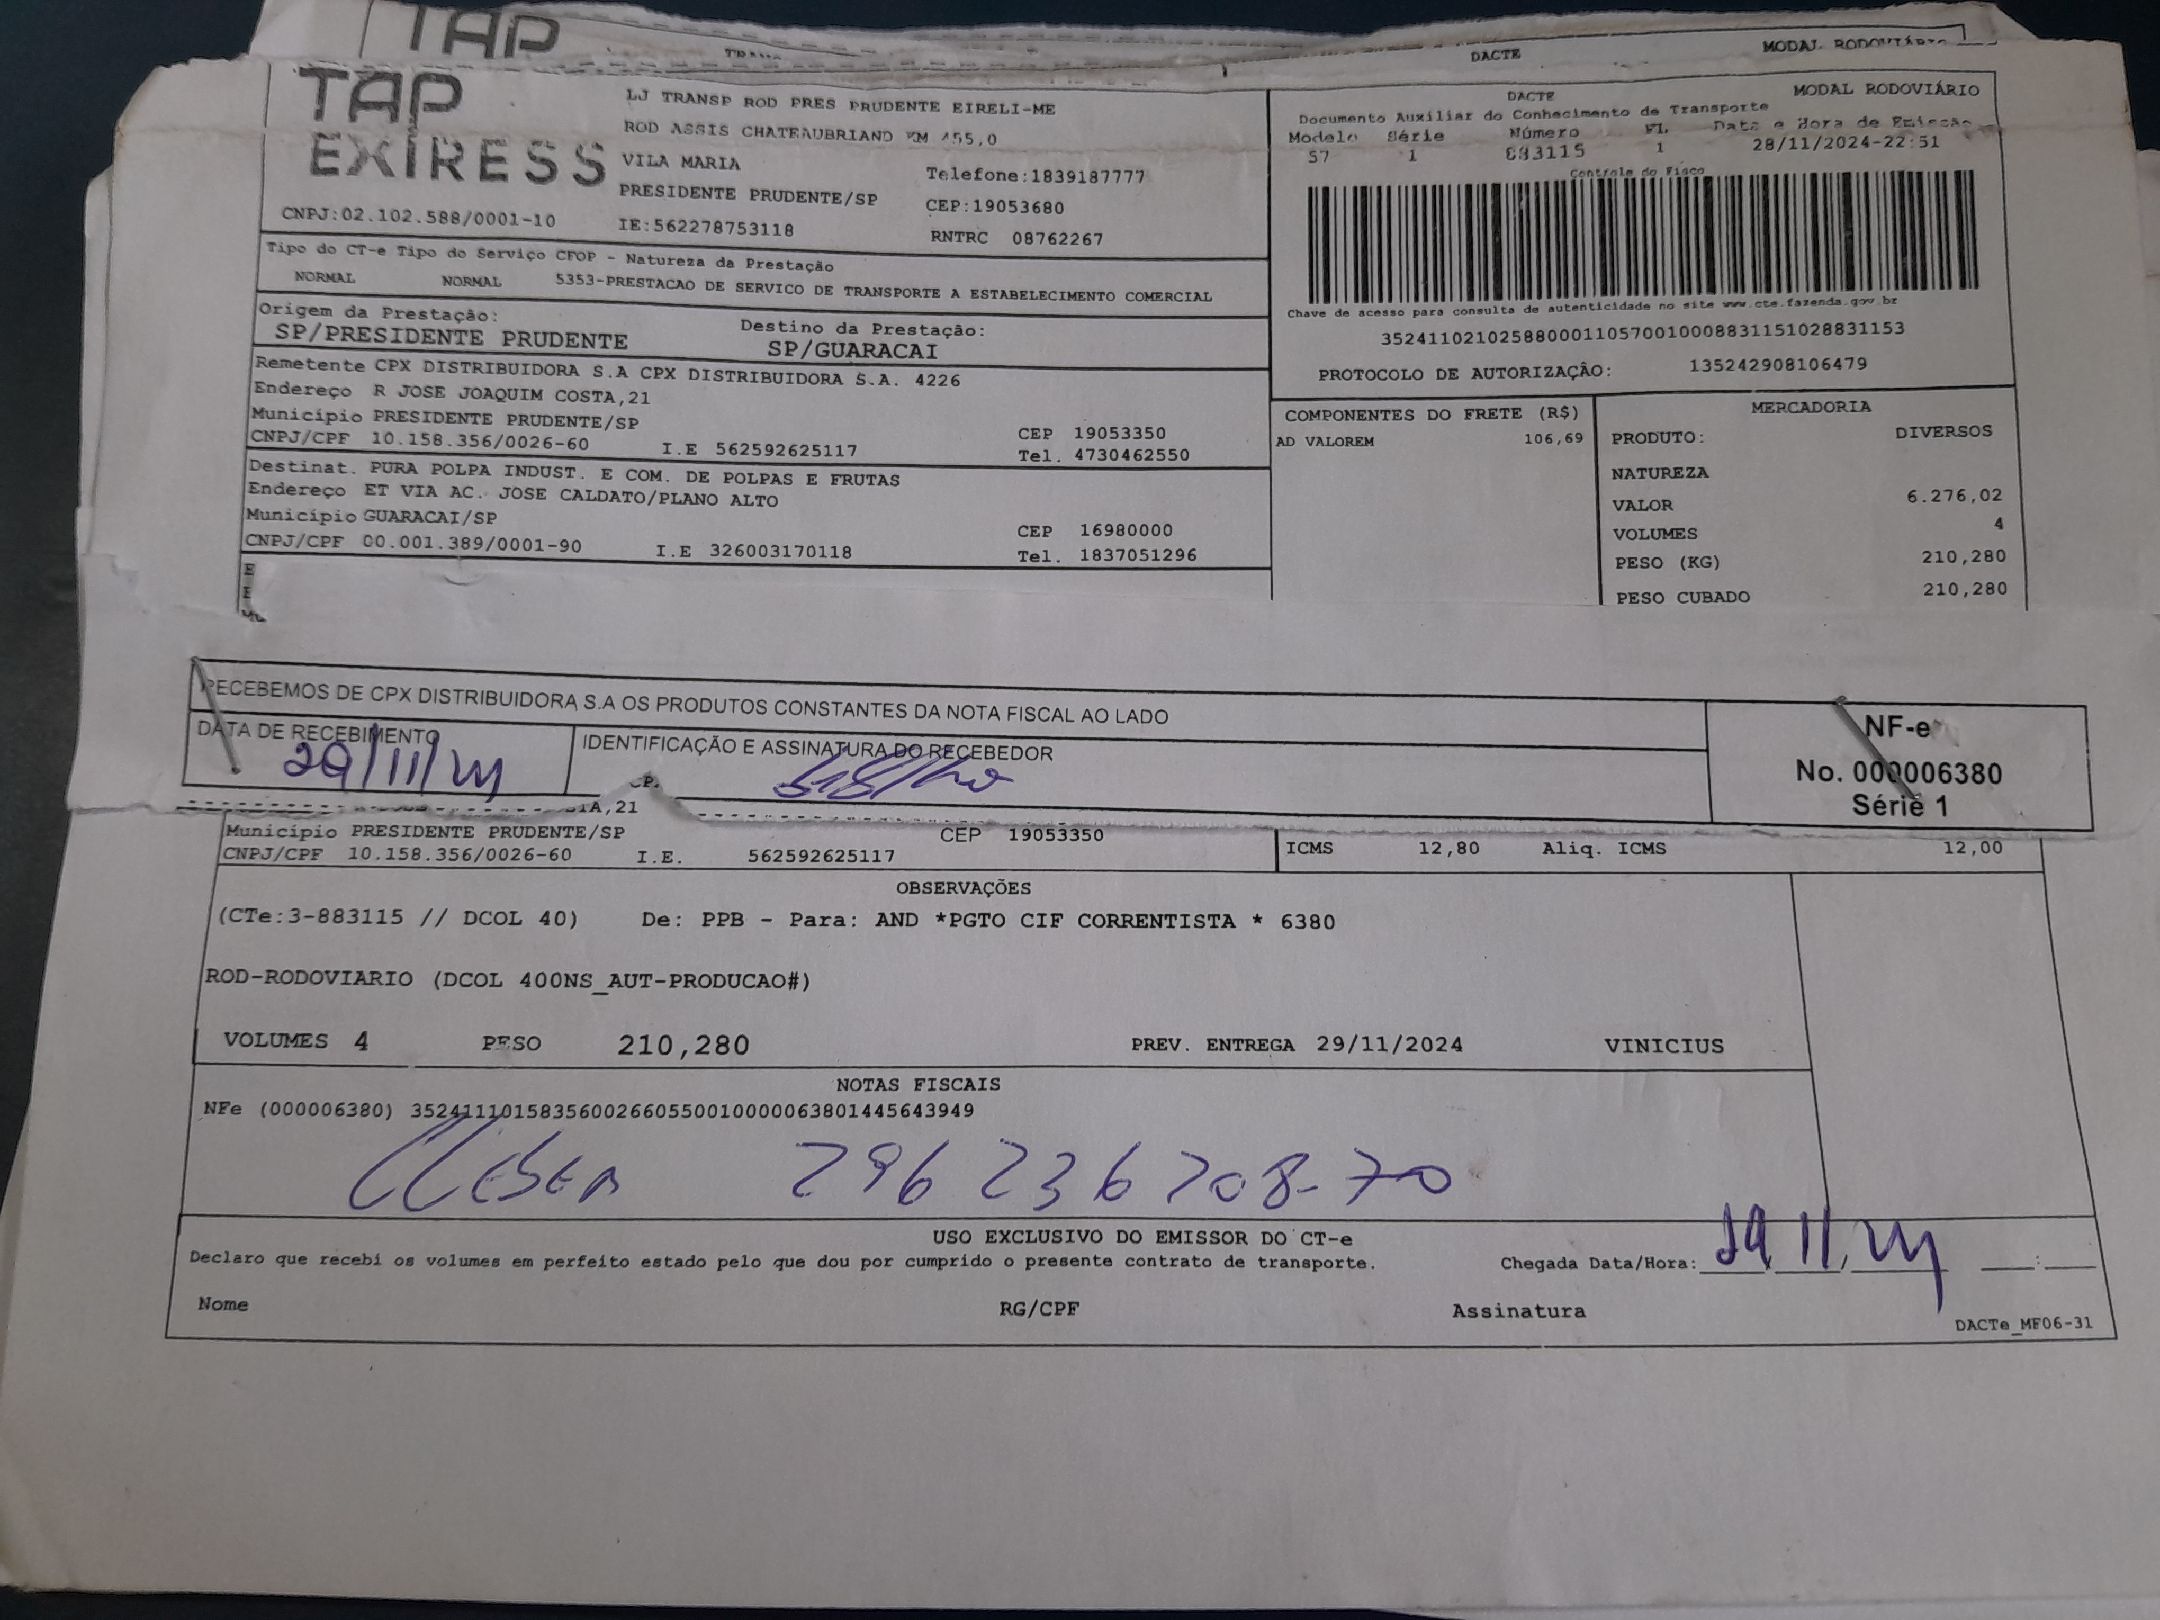 TAP
DACTE
MODAL RODOVIÁRIO
TAP
EXPRESS
LJ TRANSP ROD PRES PRUDENTE EIRELI-ME
ROD ASSIS CHATEAUBRIAND KM 455,0
VILA MARIA
Telefone:1839187777
PRESIDENTE PRUDENTE/SP
CEP:19053680
CNPJ:02.102.588/0001-10
IE:562278753118
RNTRC 08762267
DACTE
MODAL RODOVIÁRIO
Documento Auxiliar do Conhecimento de Transporte
Modelo Série Número FL Data e Hora de Emissão
57 1 883115 1 28/11/2024-22:51
Controle do Fisco
Chave de acesso para consulta de autenticidade no site www.cte.fazenda.gov.br
35241102102588000110570010008831151028831153
PROTOCOLO DE AUTORIZAÇÃO: 135242908106479
Tipo do CT-e Tipo do Serviço CFOP - Natureza da Prestação
NORMAL NORMAL 5353-PRESTACAO DE SERVICO DE TRANSPORTE A ESTABELECIMENTO COMERCIAL
Origem da Prestação: Destino da Prestação:
SP/PRESIDENTE PRUDENTE SP/GUARACAI
Remetente CPX DISTRIBUIDORA S.A CPX DISTRIBUIDORA S.A. 4226
Endereço R JOSE JOAQUIM COSTA,21
Município PRESIDENTE PRUDENTE/SP CEP 19053350
CNPJ/CPF 10.158.356/0026-60 I.E 562592625117 Tel. 4730462550
Destinat. PURA POLPA INDUST. E COM. DE POLPAS E FRUTAS
Endereço ET VIA AC. JOSE CALDATO/PLANO ALTO
Município GUARACAI/SP CEP 16980000
CNPJ/CPF 00.001.389/0001-90 I.E 326003170118 Tel. 1837051296
COMPONENTES DO FRETE (R$)
AD VALOREM 106,69
MERCADORIA
PRODUTO: DIVERSOS
NATUREZA
VALOR 6.276,02
VOLUMES 4
PESO (KG) 210,280
PESO CUBADO 210,280
RECEBEMOS DE CPX DISTRIBUIDORA S.A OS PRODUTOS CONSTANTES DA NOTA FISCAL AO LADO
DATA DE RECEBIMENTO
29/11/24
IDENTIFICAÇÃO E ASSINATURA DO RECEBEDOR
NF-e
No. 000006380
Série 1
,21
Município PRESIDENTE PRUDENTE/SP CEP 19053350
CNPJ/CPF 10.158.356/0026-60 I.E. 562592625117
ICMS 12,80 Aliq. ICMS 12,00
OBSERVAÇÕES
(CTe:3-883115 // DCOL 40) De: PPB - Para: AND *PGTO CIF CORRENTISTA * 6380
ROD-RODOVIARIO (DCOL 400NS_AUT-PRODUCAO#)
VOLUMES 4 PESO 210,280 PREV. ENTREGA 29/11/2024 VINICIUS
NOTAS FISCAIS
NFe (000006380) 35241110158356002660550010000063801445643949
296 236 208-70
USO EXCLUSIVO DO EMISSOR DO CT-e
Declaro que recebi os volumes em perfeito estado pelo que dou por cumprido o presente contrato de transporte.
Chegada Data/Hora: 29/11/24
Nome RG/CPF Assinatura
DACTe_MF06-31